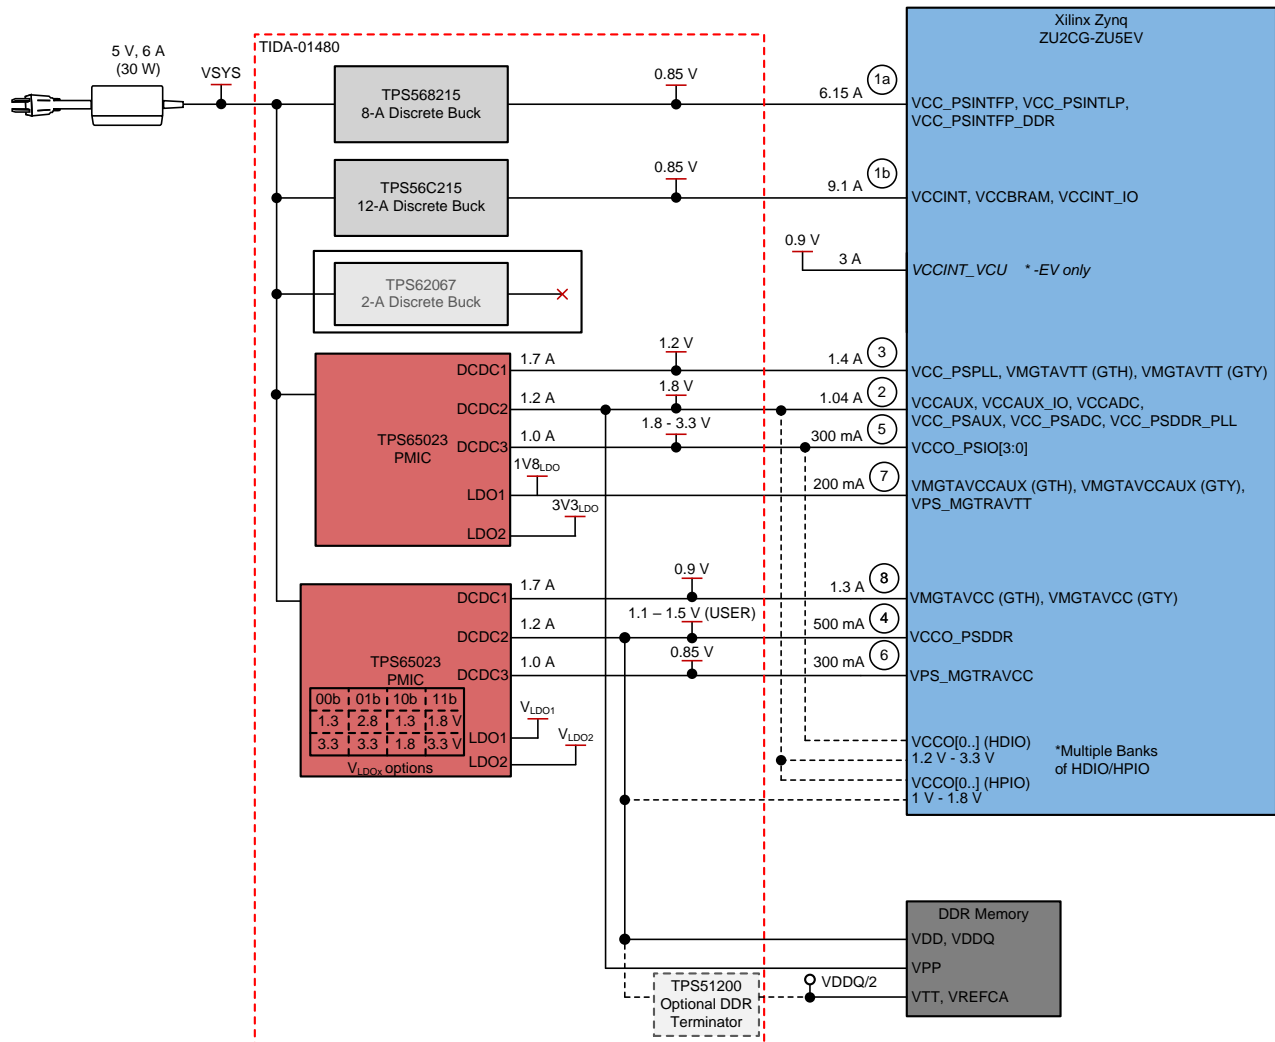 Xilinx Zynq
ZU2CG-ZU5EV
5 V, 6 A
(30 W)
VSYS
TIDA-01480
TPS568215
8-A Discrete Buck
0.85 V
6.15 A
1a
VCC_PSINTFP, VCC_PSINTLP,
VCC_PSINTFP_DDR
TPS56C215
12-A Discrete Buck
0.85 V
9.1 A
1b
VCCINT, VCCBRAM, VCCINT_IO
0.9 V
3 A
VCCINT_VCU * -EV only
TPS62067
2-A Discrete Buck
TPS65023
PMIC
DCDC1
1.7 A
1.2 V
1.4 A
3
VCC_PSPLL, VMGTAVTT (GTH), VMGTAVTT (GTY)
DCDC2
1.2 A
1.8 V
1.04 A
2
VCCAUX, VCCAUX_IO, VCCADC,
VCC_PSAUX, VCC_PSADC, VCC_PSDDR_PLL
DCDC3
1.0 A
1.8 - 3.3 V
300 mA
5
VCCO_PSIO[3:0]
LDO1
1V8LDO
200 mA
7
VMGTAVCCAUX (GTH), VMGTAVCCAUX (GTY),
VPS_MGTRAVTT
LDO2
3V3LDO
TPS65023
PMIC
DCDC1
1.7 A
0.9 V
1.3 A
8
VMGTAVCC (GTH), VMGTAVCC (GTY)
DCDC2
1.2 A
1.1 – 1.5 V (USER)
500 mA
4
VCCO_PSDDR
DCDC3
1.0 A
0.85 V
300 mA
6
VPS_MGTRAVCC
00b 01b 10b 11b
1.3 2.8 1.3 1.8 V
3.3 3.3 1.8 3.3 V
VLDOx options
LDO1
VLDO1
LDO2
VLDO2
VCCO[0..] (HDIO)
1.2 V - 3.3 V
*Multiple Banks
of HDIO/HPIO
VCCO[0..] (HPIO)
1 V - 1.8 V
DDR Memory
VDD, VDDQ
VPP
VTT, VREFCA
VDDQ/2
TPS51200
Optional DDR
Terminator